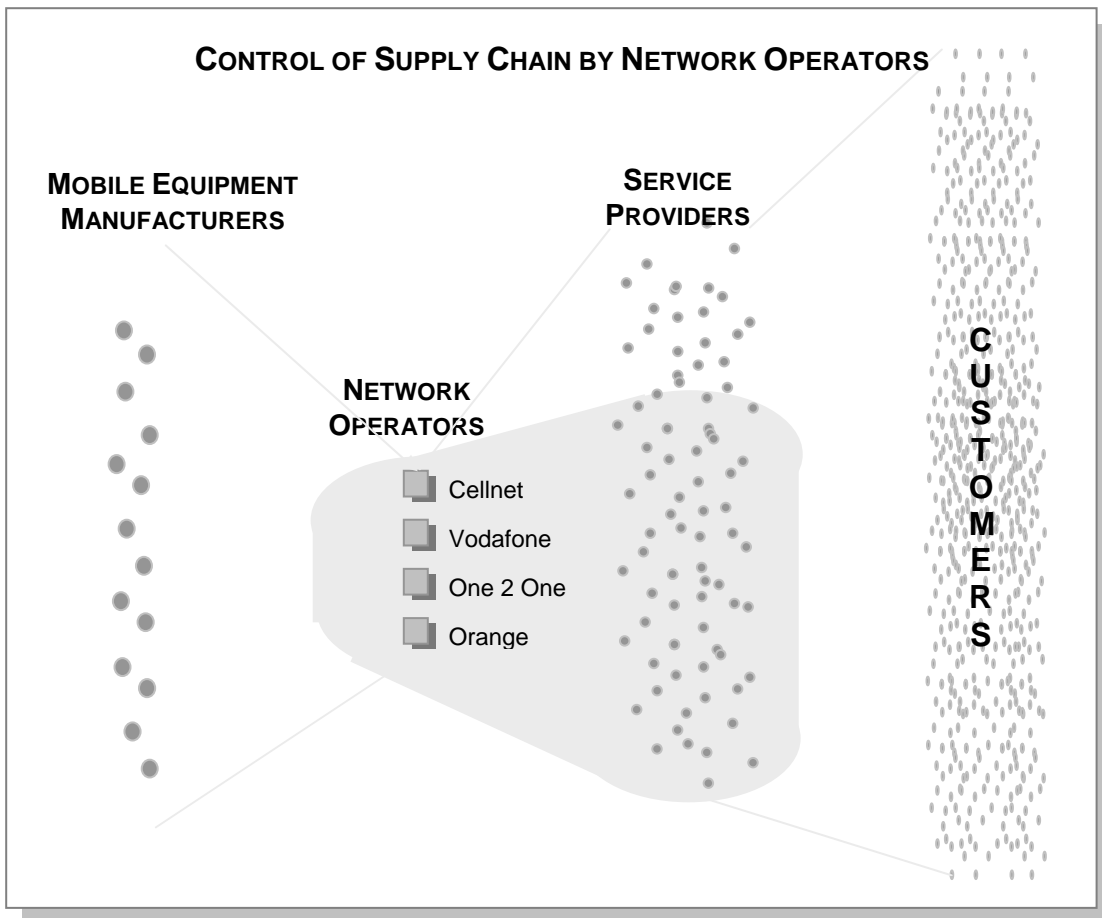 CONTROL OF SUPPLY CHAIN BY NETWORK OPERATORS
MOBILE EQUIPMENT
MANUFACTURERS
SERVICE
PROVIDERS
NETWORK
OPERATORS
Cellnet
Vodafone
One 2 One
Orange
C
U
S
T
O
M
E
R
S